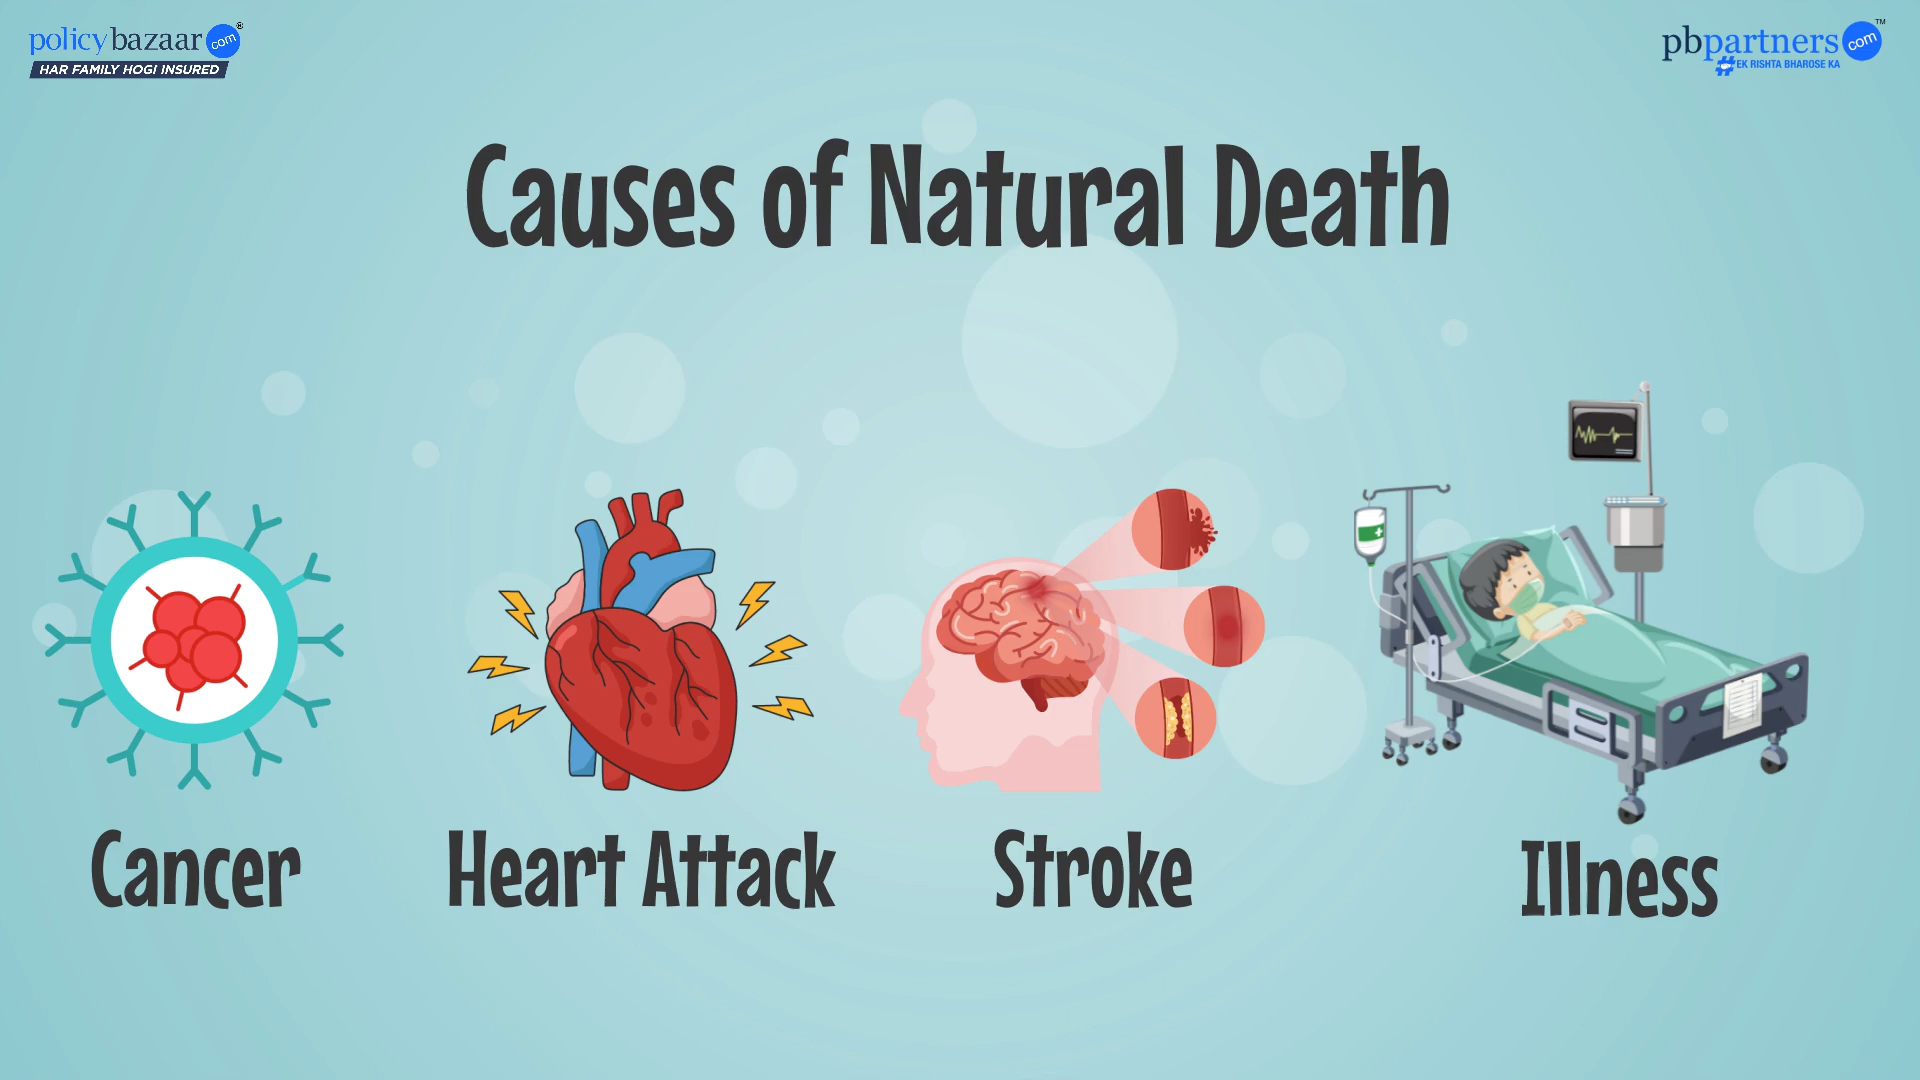 policybazaar.com®
HAR FAMILY HOGI INSURED
pbpartners.com™
#EK RISHTA BHAROSE KA
Causes of Natural Death
Cancer
Heart Attack
Stroke
Illness